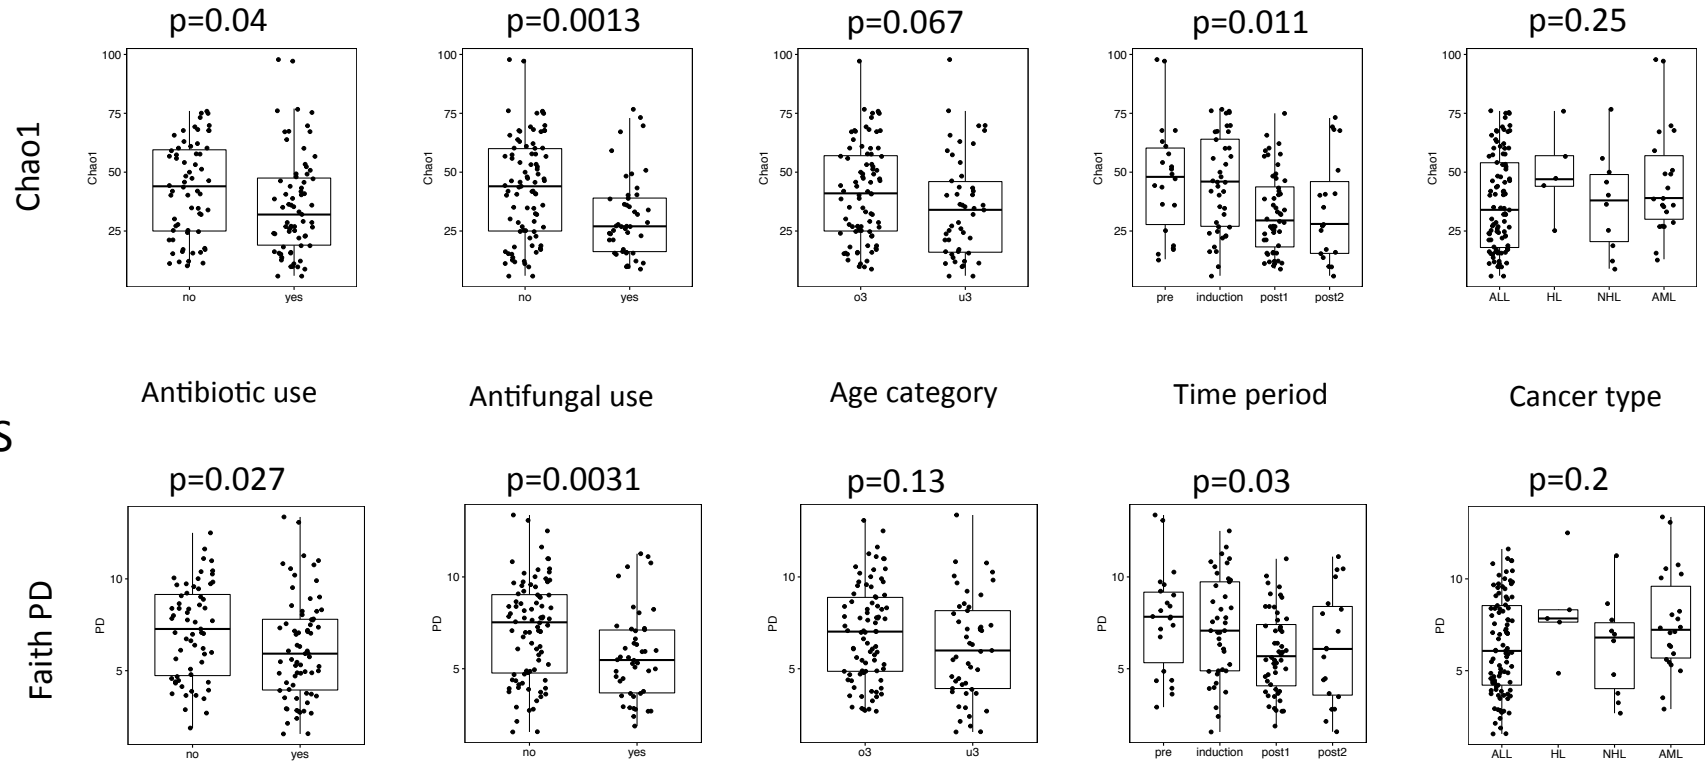 p=0.04 p=0.0013 p=0.067 p=0.011 p=0.25
Chao1
100 100 100 100 100
75 75 75 75 75
Chao1 Chao1 Chao1 Chao1 Chao1
50 50 50 50 50
25 25 25 25 25
no yes no yes o3 u3 pre induction post1 post2 ALL HL NHL AML
Antibiotic use Antifungal use Age category Time period Cancer type
S
p=0.027 p=0.0031 p=0.13 p=0.03 p=0.2
Faith PD
10 10 10 10 10
PD PD PD PD PD
5 5 5 5 5
no yes no yes o3 u3 pre induction post1 post2 ALL HL NHL AML